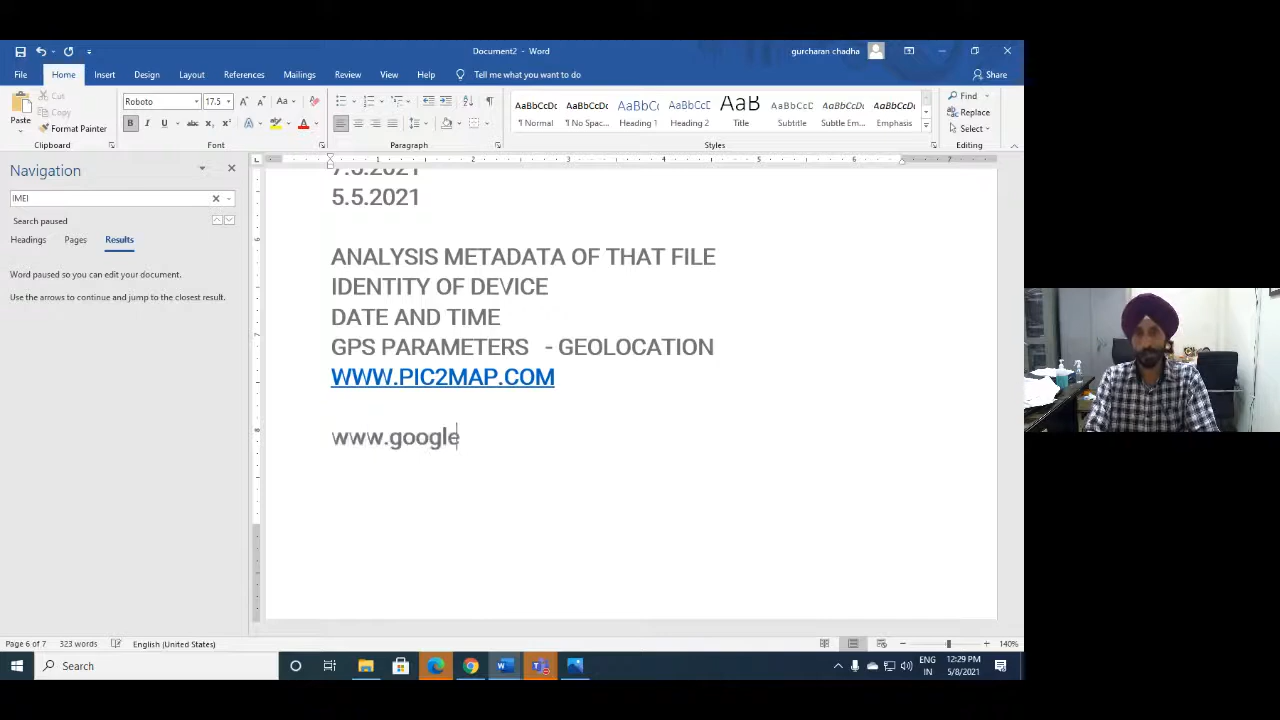 Document2 - Word
gurcharan chadha
File Home Insert Design Layout References Mailings Review View Help Tell me what you want to do Share
Paste
Cut
Copy
Format Painter
Clipboard
Roboto 17.5
Font
Paragraph
AaBbCcDc AaBbCcDc AaBbCc AaBbCcD AaB AaBbCcD AaBbCcDc AaBbCcDc
¶ Normal ¶ No Spac... Heading 1 Heading 2 Title Subtitle Subtle Em... Emphasis
Styles
Find
Replace
Select
Editing
Navigation
IMEI
Search paused
Headings Pages Results
Word paused so you can edit your document.
Use the arrows to continue and jump to the closest result.
5.5.2021
ANALYSIS METADATA OF THAT FILE
IDENTITY OF DEVICE
DATE AND TIME
GPS PARAMETERS - GEOLOCATION
WWW.PIC2MAP.COM
www.google
Page 6 of 7 323 words English (United States) 140%
Search
ENG
IN
12:29 PM
5/8/2021